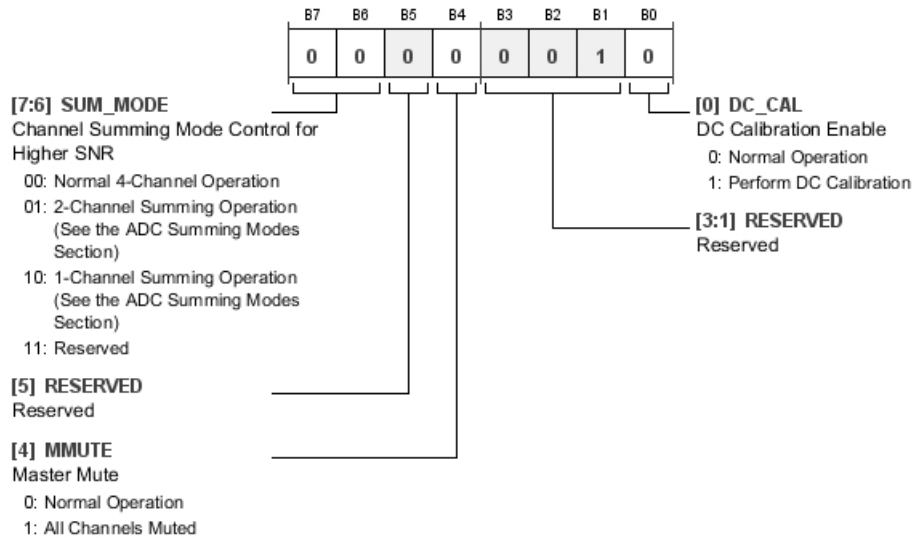 B7 B6 B5 B4 B3 B2 B1 B0
0 0 0 0 0 0 1 0
[7:6] SUM_MODE
Channel Summing Mode Control for
Higher SNR
00: Normal 4-Channel Operation
01: 2-Channel Summing Operation
(See the ADC Summing Modes
Section)
10: 1-Channel Summing Operation
(See the ADC Summing Modes
Section)
11: Reserved
[5] RESERVED
Reserved
[4] MMUTE
Master Mute
0: Normal Operation
1: All Channels Muted
[0] DC_CAL
DC Calibration Enable
0: Normal Operation
1: Perform DC Calibration
[3:1] RESERVED
Reserved